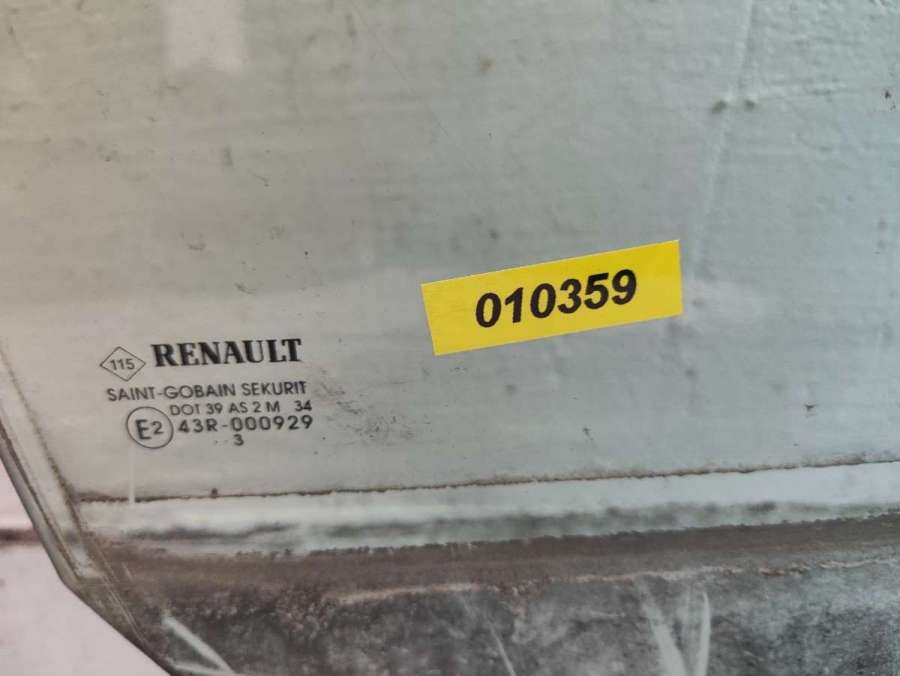 010359
115 RENAULT
SAINT-GOBAIN SEKURIT
DOT 39 AS 2 M 34
E2 43R-000929
3